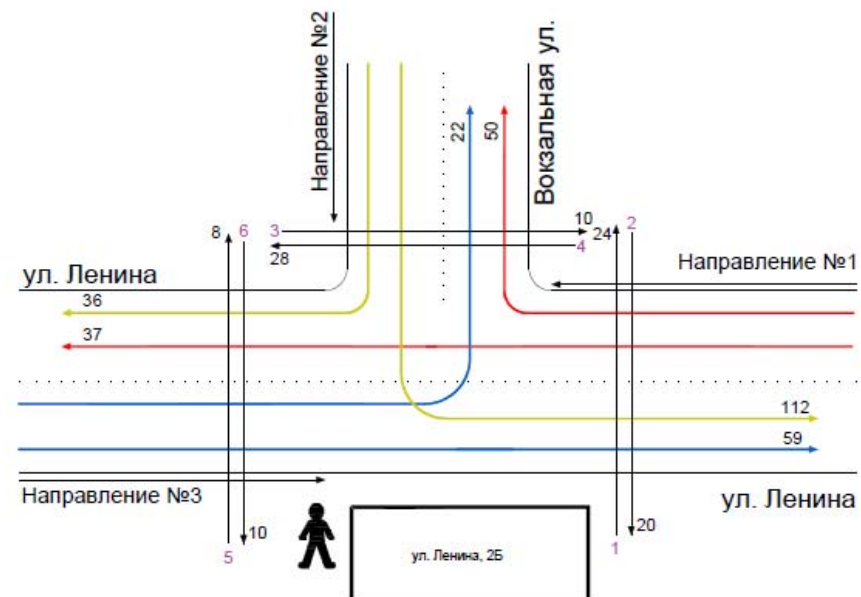 Направление №2
Вокзальная ул.
22
50
8
6
3
10
24
2
28
4
ул. Ленина
Направление №1
36
37
112
59
Направление №3
ул. Ленина
10
20
5
1
ул. Ленина, 2Б